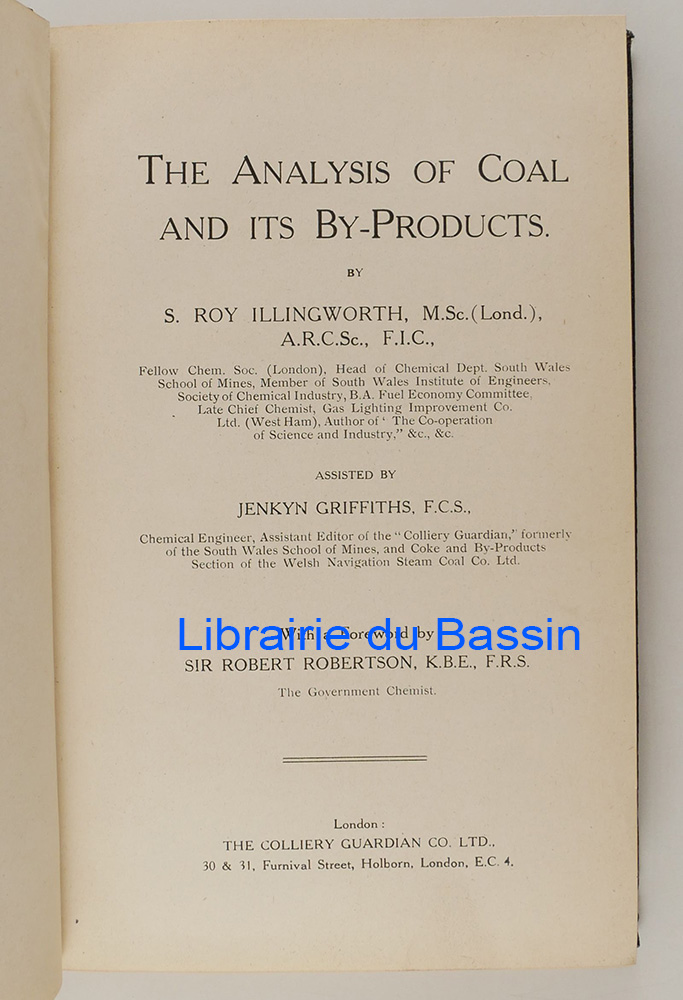 THE ANALYSIS OF COAL
AND ITS BY-PRODUCTS.
BY
S. ROY ILLINGWORTH, M.Sc. (Lond.),
A.R.C.Sc., F.I.C.,
Fellow Chem. Soc. (London), Head of Chemical Dept. South Wales
School of Mines, Member of South Wales Institute of Engineers,
Society of Chemical Industry, B.A. Fuel Economy Committee,
Late Chief Chemist, Gas Lighting Improvement Co.
Ltd. (West Ham), Author of ' The Co-operation
of Science and Industry," &c., &c.
ASSISTED BY
JENKYN GRIFFITHS, F.C.S.,
Chemical Engineer, Assistant Editor of the "Colliery Guardian," formerly
of the South Wales School of Mines, and Coke and By-Products
Section of the Welsh Navigation Steam Coal Co. Ltd.
With a Foreword by
Librairie du Bassin
SIR ROBERT ROBERTSON, K.B.E., F.R.S.
The Government Chemist.
London :
THE COLLIERY GUARDIAN CO. LTD.,
30 & 31, Furnival Street, Holborn, London, E.C. 4.